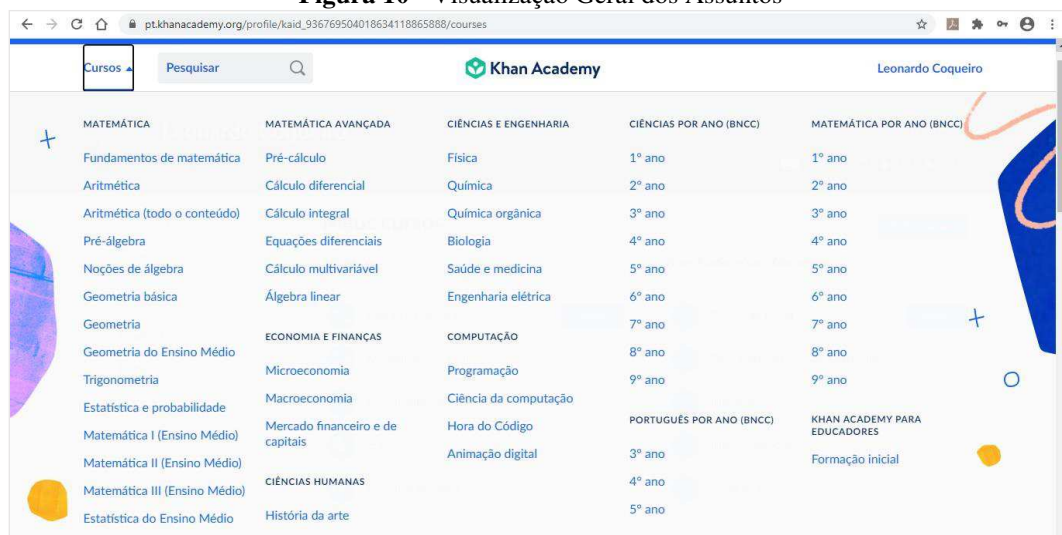 Figura 10 - Visualização Geral dos Assuntos
pt.khanacademy.org/profile/kaid_936769504018634118865888/courses
Cursos
Pesquisar
Khan Academy
Leonardo Coqueiro
MATEMÁTICA
Fundamentos de matemática
Aritmética
Aritmética (todo o conteúdo)
Pré-álgebra
Noções de álgebra
Geometria básica
Geometria
Geometria do Ensino Médio
Trigonometria
Estatística e probabilidade
Matemática I (Ensino Médio)
Matemática II (Ensino Médio)
Matemática III (Ensino Médio)
Estatística do Ensino Médio
MATEMÁTICA AVANÇADA
Pré-cálculo
Cálculo diferencial
Cálculo integral
Equações diferenciais
Cálculo multivariável
Álgebra linear
ECONOMIA E FINANÇAS
Microeconomia
Macroeconomia
Mercado financeiro e de
capitais
CIÊNCIAS HUMANAS
História da arte
CIÊNCIAS E ENGENHARIA
Física
Química
Química orgânica
Biologia
Saúde e medicina
Engenharia elétrica
COMPUTAÇÃO
Programação
Ciência da computação
Hora do Código
Animação digital
CIÊNCIAS POR ANO (BNCC)
1º ano
2º ano
3º ano
4º ano
5º ano
6º ano
7º ano
8º ano
9º ano
PORTUGUÊS POR ANO (BNCC)
3º ano
4º ano
5º ano
MATEMÁTICA POR ANO (BNCC)
1º ano
2º ano
3º ano
4º ano
5º ano
6º ano
7º ano
8º ano
9º ano
KHAN ACADEMY PARA
EDUCADORES
Formação inicial